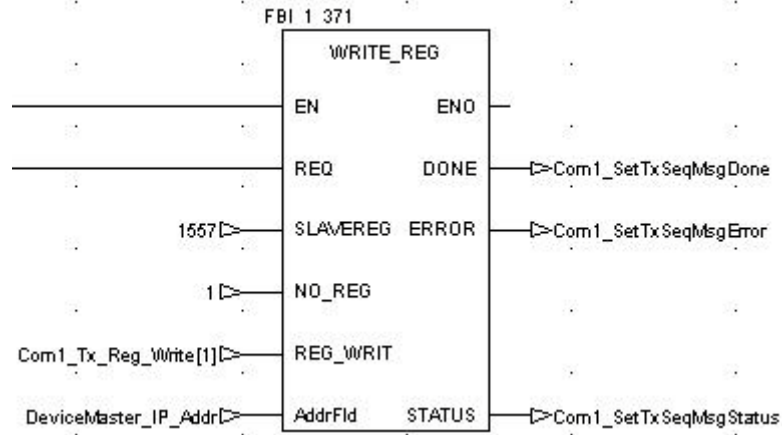 FBI 1 371
WRITE_REG
EN ENO
REQ DONE Com1_SetTxSeqMsgDone
1557 SLAVEREG ERROR Com1_SetTxSeqMsgError
1 NO_REG
Com1_Tx_Reg_Write[1] REG_WRIT
DeviceMaster_IP_Addr AddrFld STATUS Com1_SetTxSeqMsgStatus